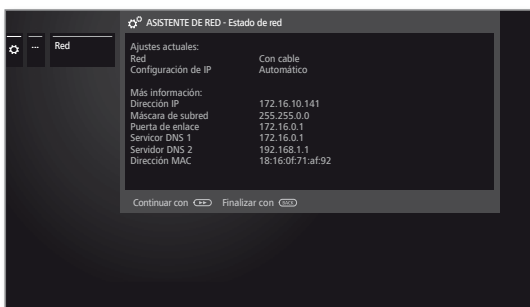 ASISTENTE DE RED - Estado de red
... Red
Ajustes actuales:
Red Con cable
Configuración de IP Automático
Más información:
Dirección IP 172.16.10.141
Máscara de subred 255.255.0.0
Puerta de enlace 172.16.0.1
Servicor DNS 1 172.16.0.1
Servidor DNS 2 192.168.1.1
Dirección MAC 18:16:0f:71:af:92
Continuar con Finalizar con BACK